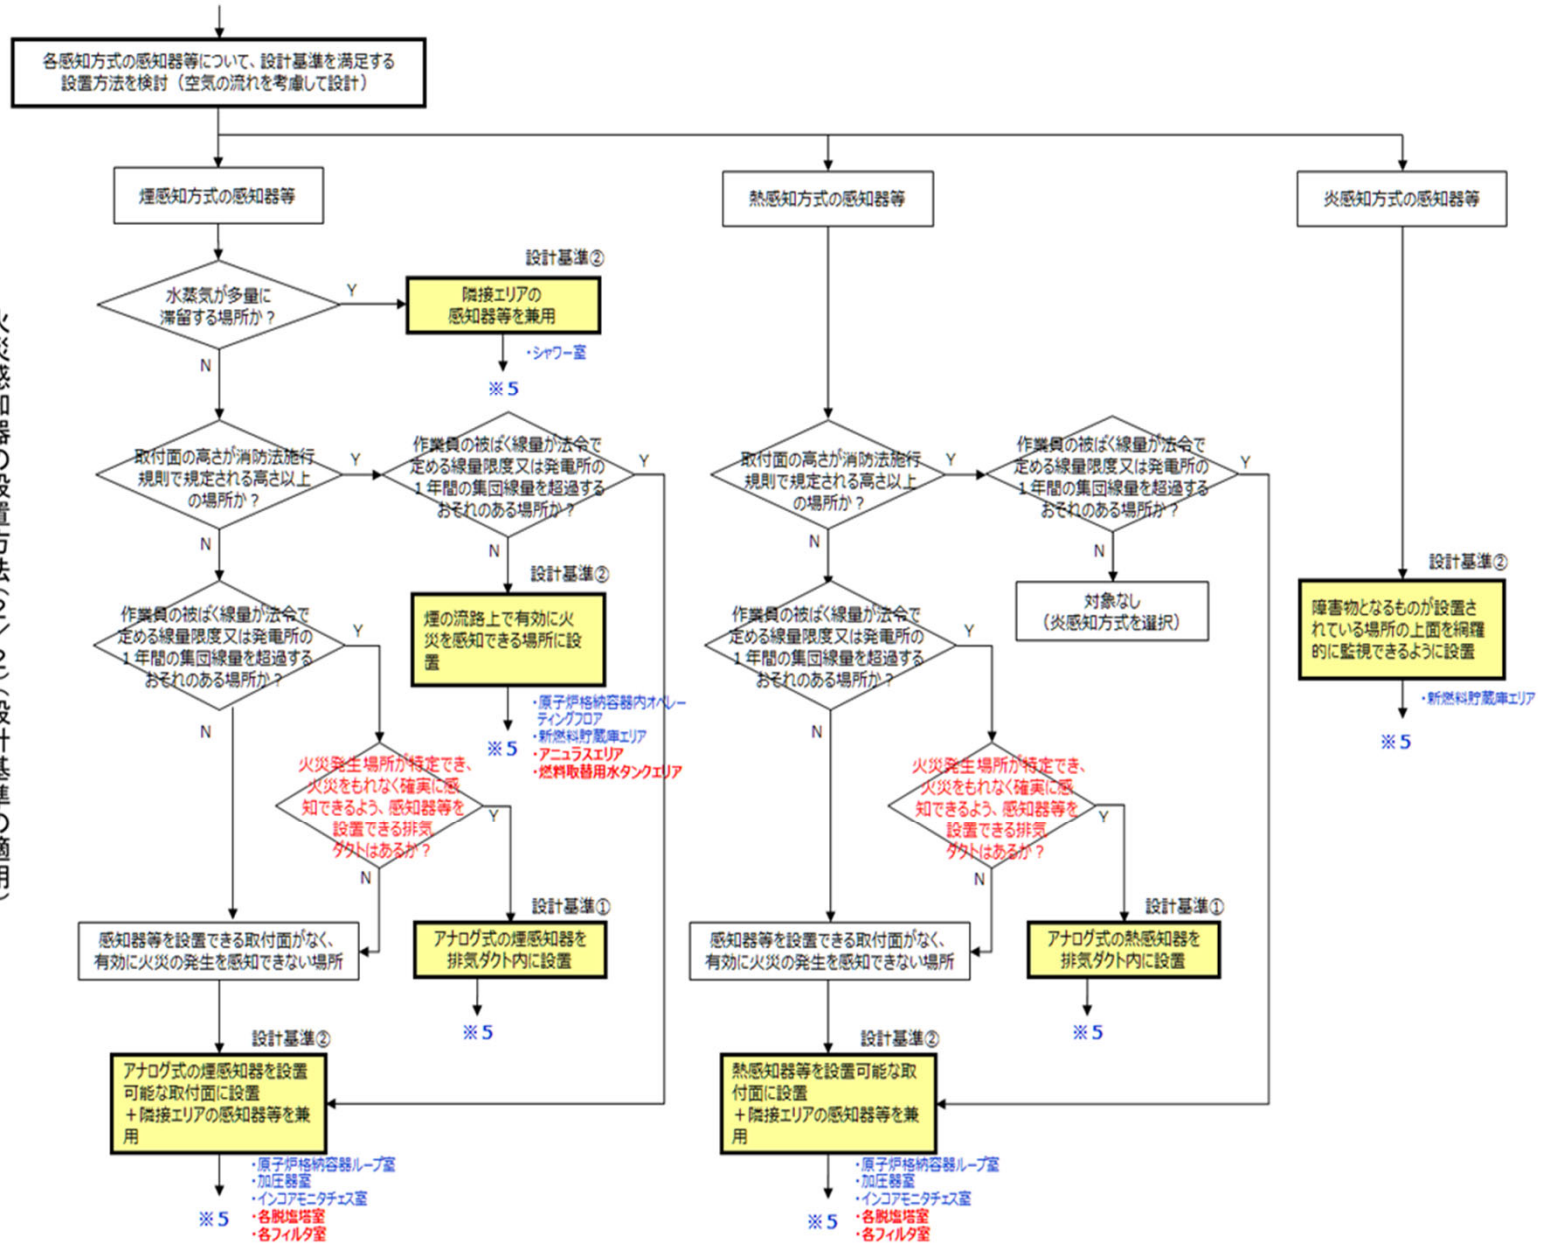 各感知方式の感知器等について、設計基準を満足する
設置方法を検討（空気の流れを考慮して設計）
煙感知方式の感知器等
熱感知方式の感知器等
炎感知方式の感知器等
水蒸気が多量に
滞留する場所か？
Y
N
設計基準②
隣接エリアの
感知器等を兼用
・シャワー室
※５
取付面の高さが消防法施行
規則で規定される高さ以上
の場所か？
Y
N
作業員の被ばく線量が法令で
定める線量限度又は発電所の
１年間の集団線量を超過する
おそれのある場所か？
Y
N
設計基準②
煙の流路上で有効に火
災を感知できる場所に設
置
・原子炉格納容器内オペレー
ティングフロア
・新燃料貯蔵庫エリア
・アニュラスエリア
・燃料取替用水タンクエリア
※５
作業員の被ばく線量が法令で
定める線量限度又は発電所の
１年間の集団線量を超過する
おそれのある場所か？
Y
N
火災発生場所が特定でき、
火災をもれなく確実に感
知できるよう、感知器等を
設置できる排気
ダクトはあるか？
Y
N
設計基準①
アナログ式の煙感知器を
排気ダクト内に設置
※５
感知器等を設置できる取付面がなく、
有効に火災の発生を感知できない場所
設計基準②
アナログ式の煙感知器を設置
可能な取付面に設置
＋隣接エリアの感知器等を兼
用
・原子炉格納容器ループ室
・加圧器室
・インコアモニタチェス室
・各脱塩塔室
・各フィルタ室
※５
取付面の高さが消防法施行
規則で規定される高さ以上
の場所か？
Y
N
作業員の被ばく線量が法令で
定める線量限度又は発電所の
１年間の集団線量を超過する
おそれのある場所か？
Y
N
対象なし
（炎感知方式を選択）
作業員の被ばく線量が法令で
定める線量限度又は発電所の
１年間の集団線量を超過する
おそれのある場所か？
Y
N
火災発生場所が特定でき、
火災をもれなく確実に感
知できるよう、感知器等を
設置できる排気
ダクトはあるか？
Y
N
設計基準①
アナログ式の熱感知器を
排気ダクト内に設置
※５
感知器等を設置できる取付面がなく、
有効に火災の発生を感知できない場所
設計基準②
熱感知器等を設置可能な取
付面に設置
＋隣接エリアの感知器等を兼
用
・原子炉格納容器ループ室
・加圧器室
・インコアモニタチェス室
・各脱塩塔室
・各フィルタ室
※５
設計基準②
障害物となるものが設置さ
れている場所の上面を網羅
的に監視できるように設置
・新燃料貯蔵庫エリア
※５